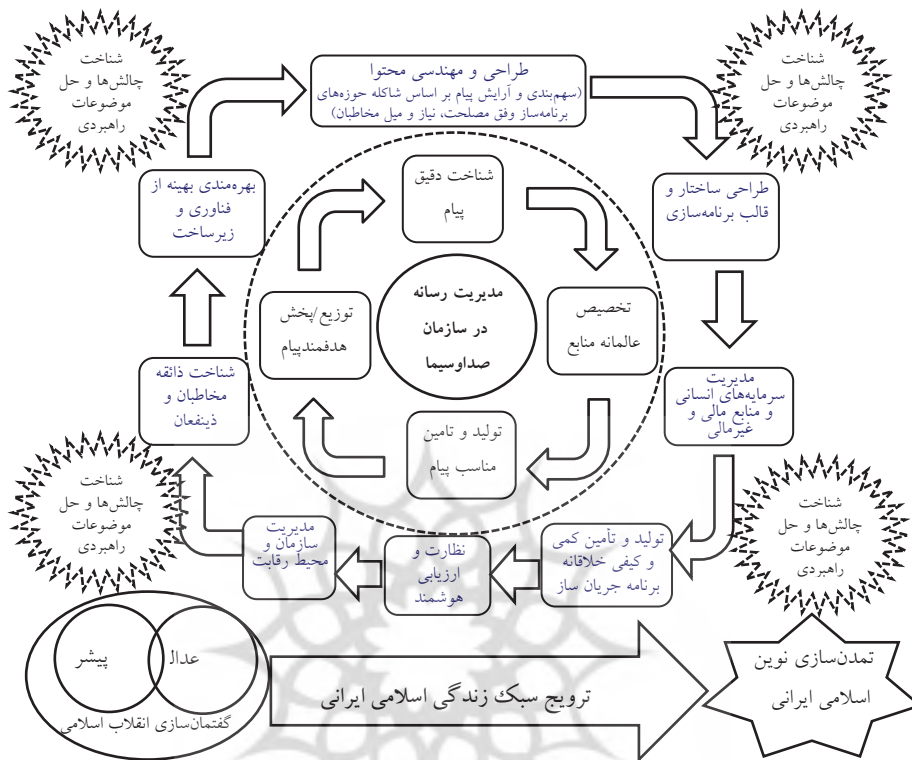 شناخت
چالش‌ها و حل
موضوعات
راهبردی
طراحی و مهندسی محتوا
(سهم‌بندی و آرایش پیام بر اساس شاکله حوزه‌های
برنامه‌ساز وفق مصلحت، نیاز و میل مخاطبان)
شناخت
چالش‌ها و حل
موضوعات
راهبردی
طراحی ساختار و
قالب برنامه‌سازی
بهره‌مندی بهینه از
فناوری و
زیرساخت
شناخت دقیق
پیام
تخصیص
عالمانه منابع
مدیریت رسانه
در سازمان
صداوسیما
توزیع/پخش
هدفمندپیام
تولید و تامین
مناسب پیام
مدیریت
سرمایه‌های انسانی
و منابع مالی و
غیرمالی
شناخت ذائقه
مخاطبان و
ذینفعان
شناخت
چالش‌ها و حل
موضوعات
راهبردی
تولید و تأمین کمی
و کیفی خلاقانه
برنامه جریان ساز
نظارت و
ارزیابی
هوشمند
مدیریت
سازمان و
محیط رقابت
شناخت
چالش‌ها و حل
موضوعات
راهبردی
تمدن‌سازی نوین
اسلامی ایرانی
ترویج سبک زندگی اسلامی ایرانی
عدال
پیشر
گفتمان‌سازی انقلاب اسلامی